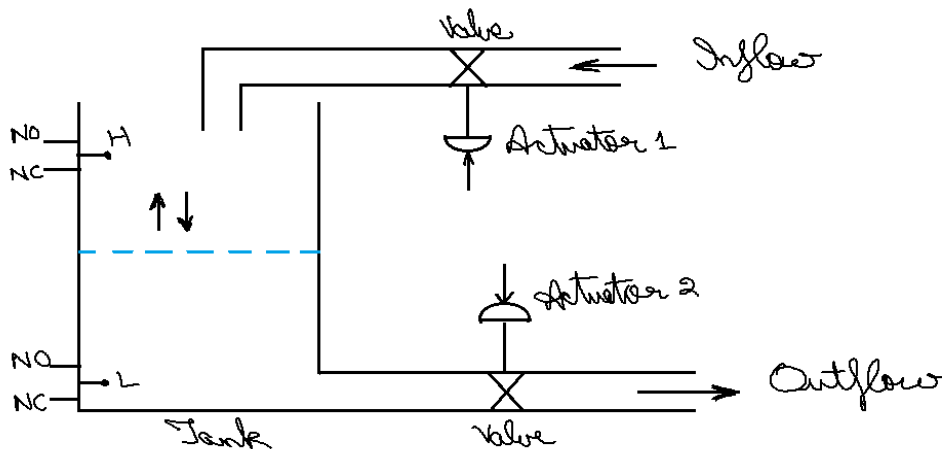 Valve
Inflow
NO
H
Actuator 1
NC
Actuator 2
NO
L
NC
Outflow
Tank
Valve